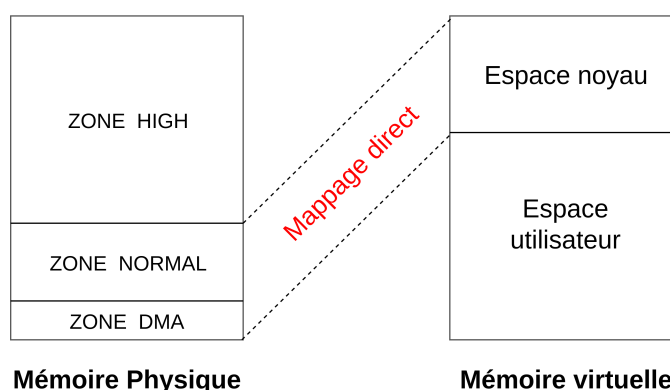 ZONE HIGH
ZONE NORMAL
ZONE DMA
Mémoire Physique
Mappage direct
Espace noyau
Espace
utilisateur
Mémoire virtuelle